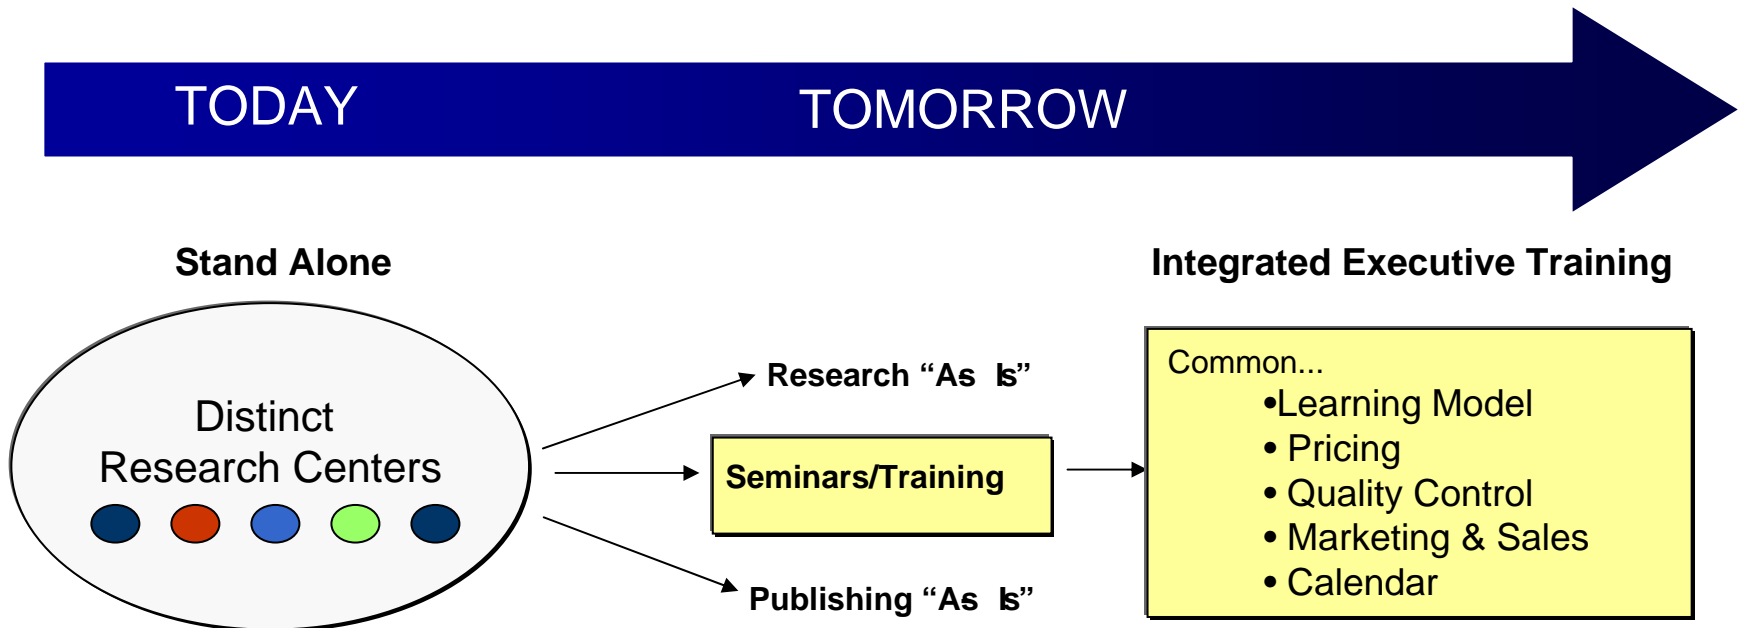 TODAY
TOMORROW
Stand Alone
Integrated Executive Training
Distinct
Research Centers
Research “As Is”
Seminars/Training
Publishing “As Is”
Common...
•Learning Model
• Pricing
• Quality Control
• Marketing & Sales
• Calendar